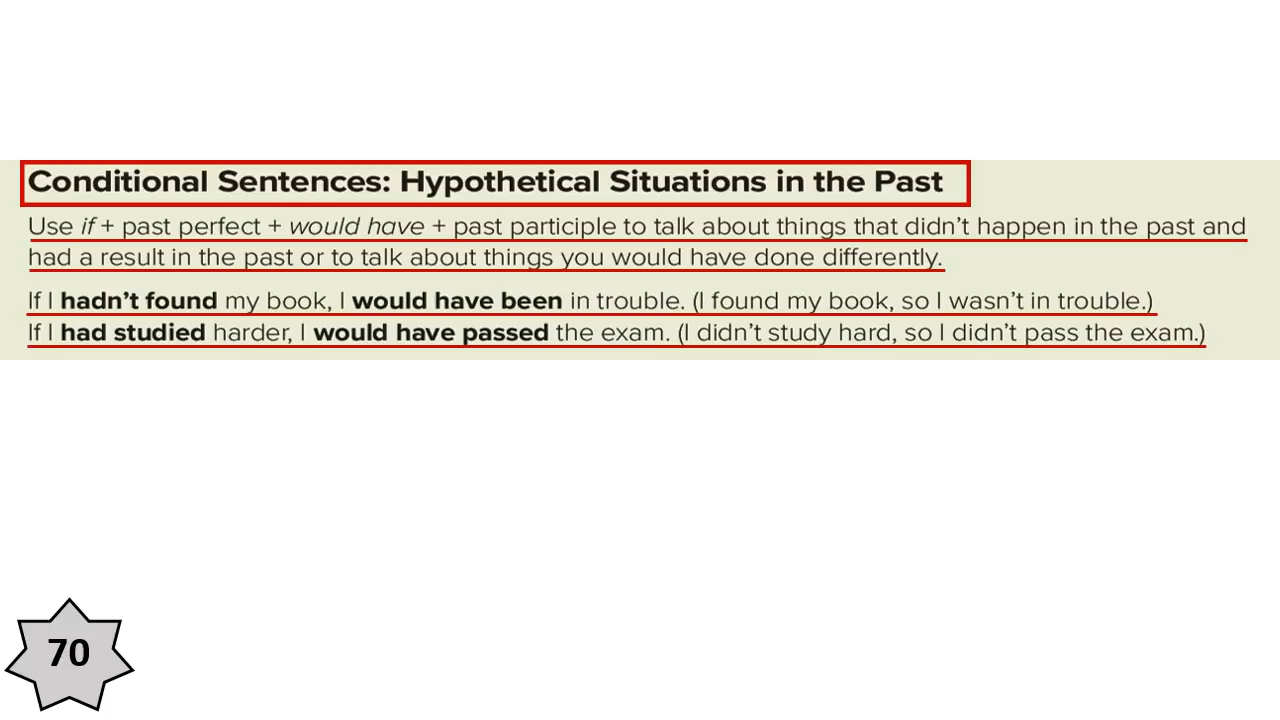 Conditional Sentences: Hypothetical Situations in the Past
Use if + past perfect + would have + past participle to talk about things that didn’t happen in the past and
had a result in the past or to talk about things you would have done differently.
If I hadn’t found my book, I would have been in trouble. (I found my book, so I wasn’t in trouble.)
If I had studied harder, I would have passed the exam. (I didn’t study hard, so I didn’t pass the exam.)
70